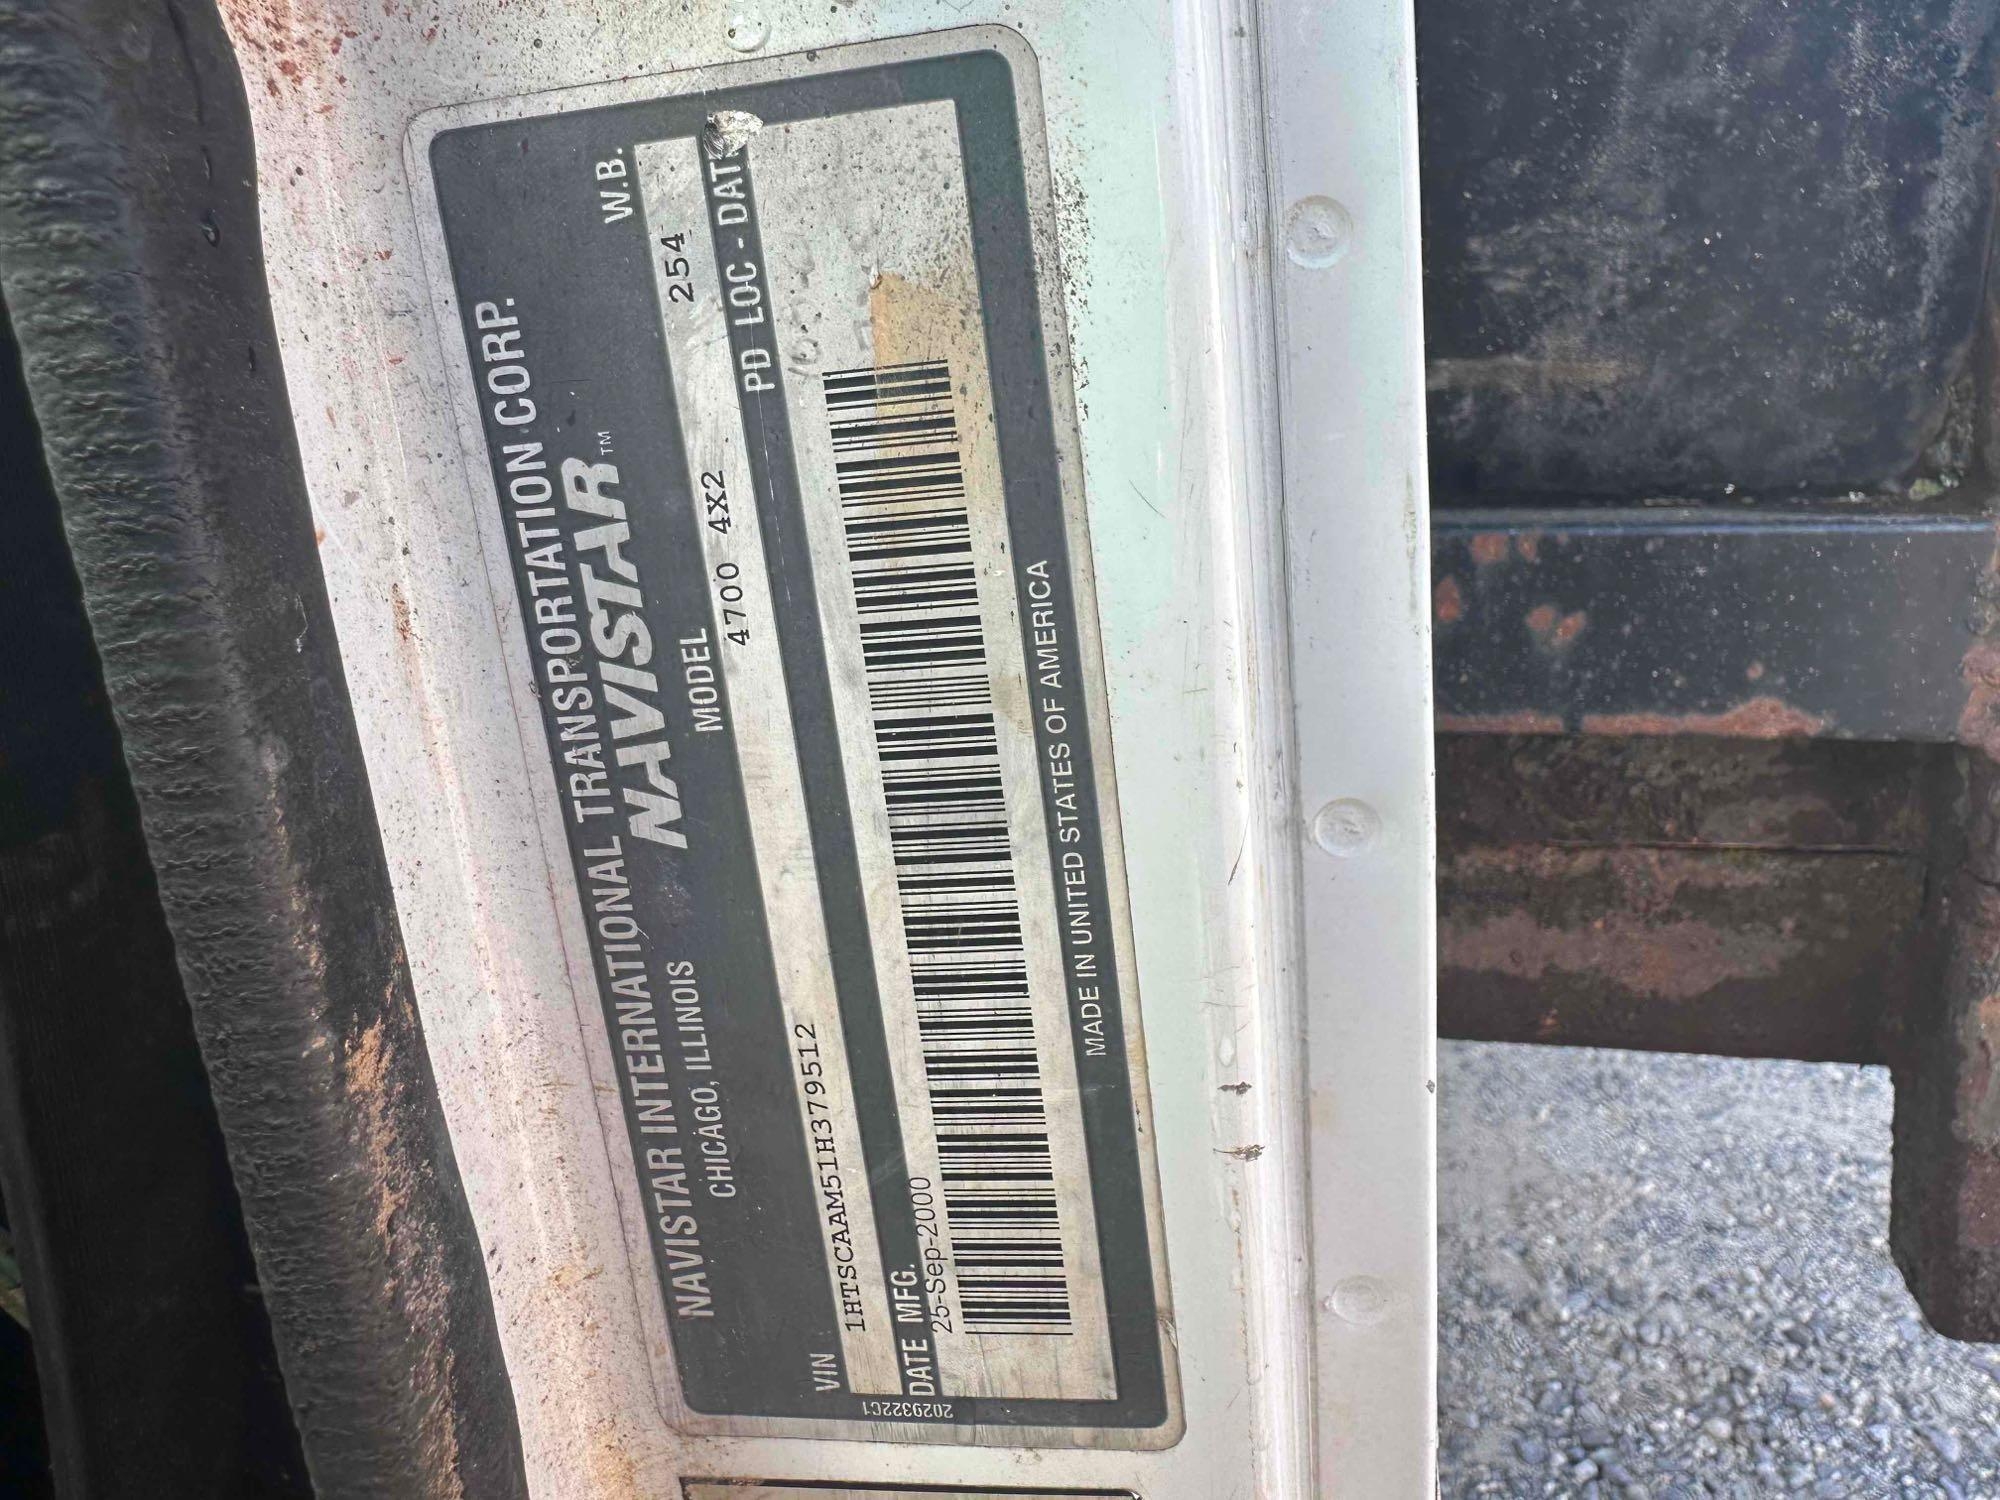 NAVISTAR INTERNATIONAL TRANSPORTATION CORP.
CHICAGO, ILLINOIS NAVISTAR™
VIN MODEL W.B.
1HTSCAAM51H379512 4700 4X2 254
DATE MFG. PD LOC -
25-Sep-2000
MADE IN UNITED STATES OF AMERICA
2029322C1